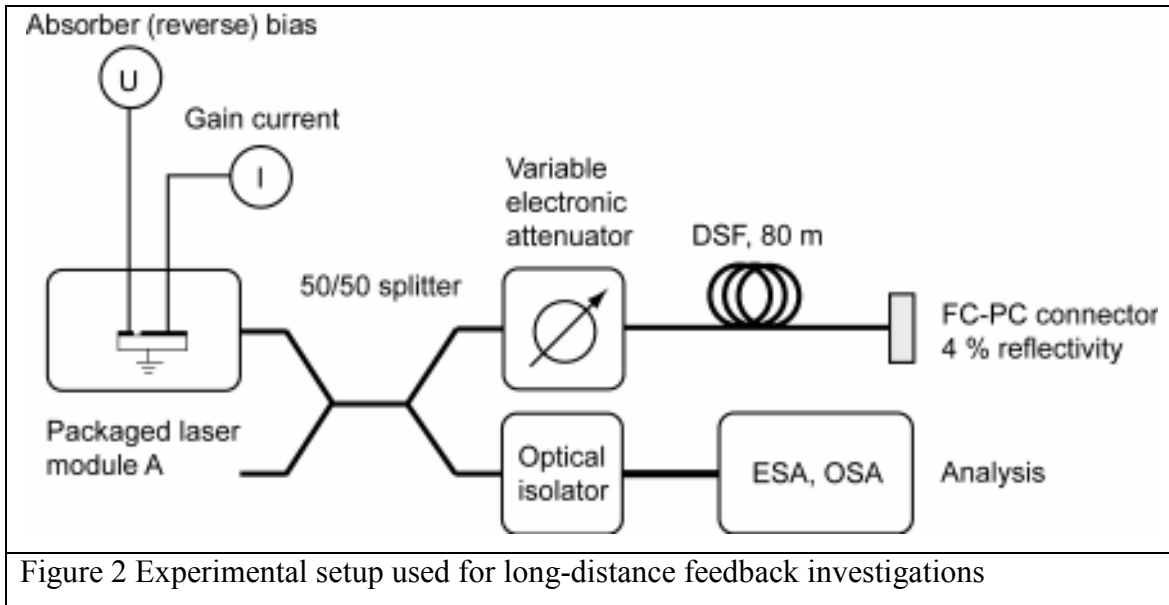 Absorber (reverse) bias
U
Gain current
I
Variable
electronic
attenuator
DSF, 80 m
50/50 splitter
FC-PC connector
4 % reflectivity
Packaged laser
module A
Optical
isolator
ESA, OSA
Analysis
Figure 2 Experimental setup used for long-distance feedback investigations